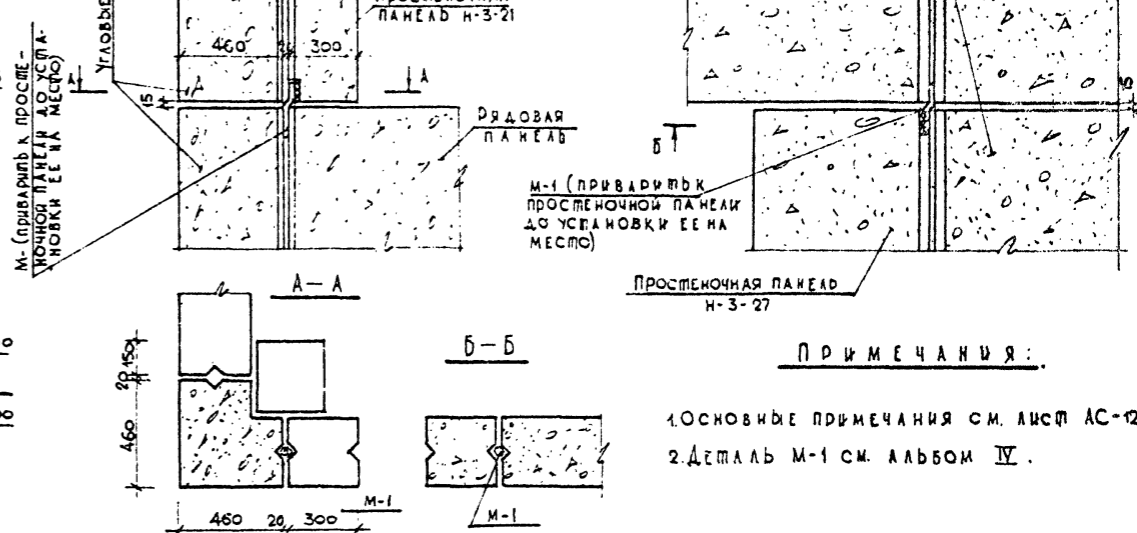 ПАНЕЛЬ Н-3-21
460
20
300
УГЛОВЫЕ
М- (ПРИВАРИТЬ К ПРОСТЕ-
НОЧНОЙ ПАНЕЛИ ДО УСТА-
НОВКИ ЕЕ НА МЕСТО)
А
А
15
РЯДОВАЯ
ПАНЕЛЬ
15
Б
М-1 (ПРИВАРИТЬ К
ПРОСТЕНОЧНОЙ ПАНЕЛИ
ДО УСТАНОВКИ ЕЕ НА
МЕСТО)
ПРОСТЕНОЧНАЯ ПАНЕЛЬ
Н-3-27
А — А
20 150
460
460 20 300
М-1
Б — Б
М-1
ПРИМЕЧАНИЯ:
1. ОСНОВНЫЕ ПРИМЕЧАНИЯ СМ. ЛИСТ АС-12
2. ДЕТАЛЬ М-1 СМ. АЛЬБОМ IV.